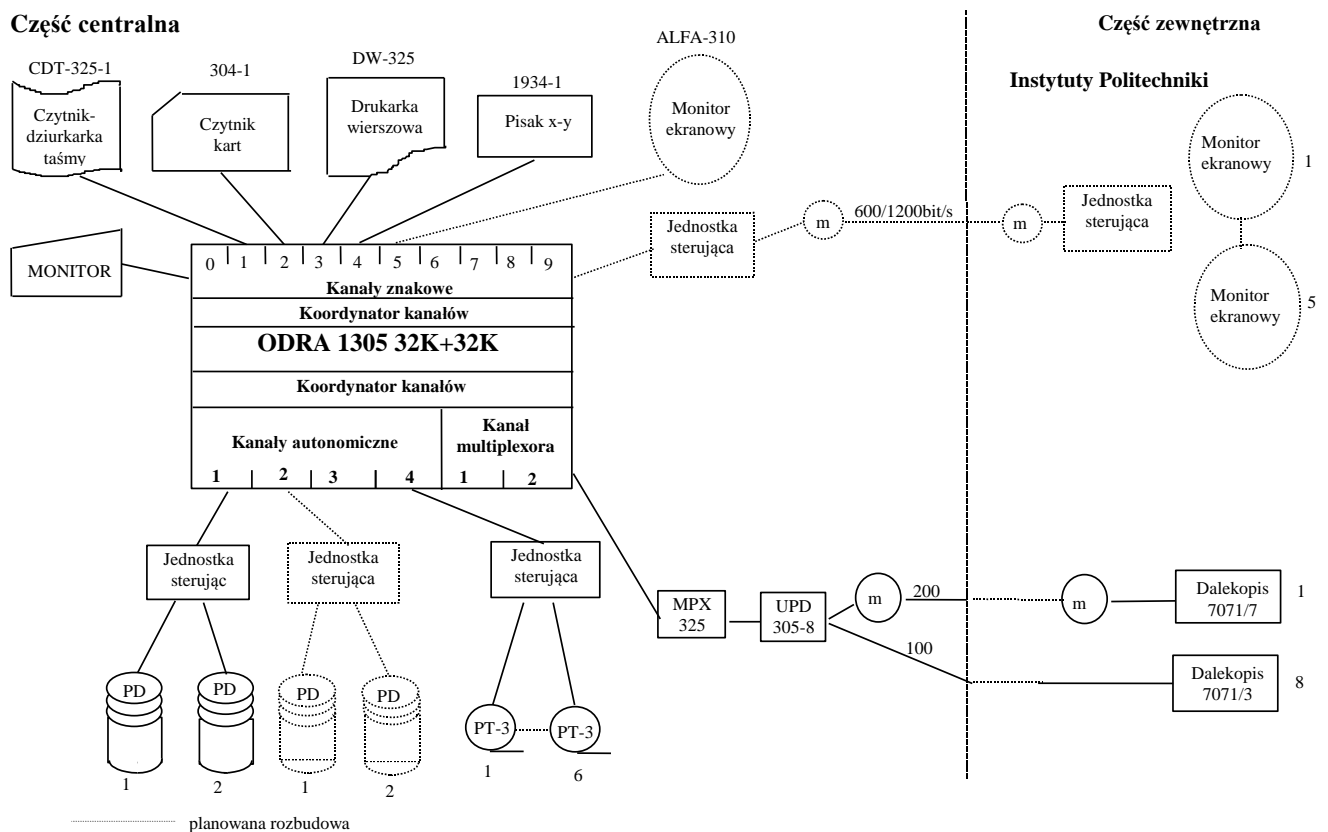 Część centralna
Część zewnętrzna
ALFA-310
CDT-325-1
304-1
DW-325
1934-1
Instytuty Politechniki
Czytnik-
dziurkarka
taśmy
Czytnik
kart
Drukarka
wierszowa
Pisak x-y
Monitor
ekranowy
Monitor
ekranowy
1
Jednostka
sterująca
m
600/1200bit/s
m
Jednostka
sterująca
MONITOR
0 1 2 3 4 5 6 7 8 9
Kanały znakowe
Koordynator kanałów
ODRA 1305 32K+32K
Koordynator kanałów
Monitor
ekranowy
5
Kanały autonomiczne
Kanał
multiplexora
1 2 3 4 1 2
Jednostka
sterując
Jednostka
sterująca
Jednostka
sterująca
MPX
325
UPD
305-8
m
200
m
Dalekopis
7071/7
1
100
Dalekopis
7071/3
8
PD
PD
PD
PD
PT-3
PT-3
1
2
1
2
1
6
planowana rozbudowa